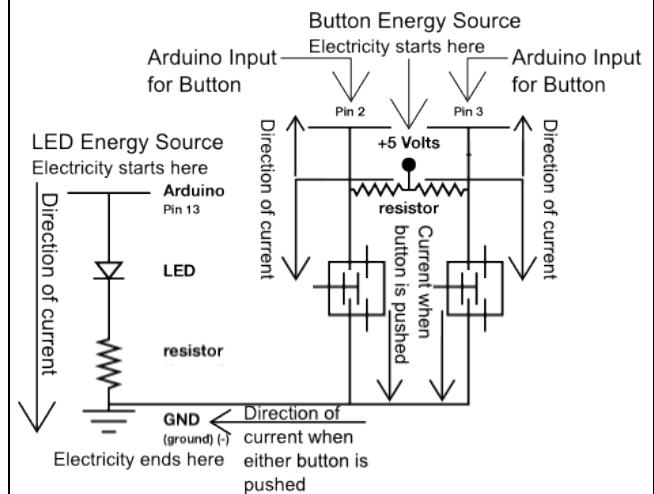 Button Energy Source
Electricity starts here
Arduino Input
for Button
Arduino Input
for Button
Pin 2
Pin 3
LED Energy Source
Electricity starts here
Direction of current
+5 Volts
Direction of current
Direction of current
Arduino
Pin 13
resistor
LED
Current when
button is pushed
resistor
GND
(ground) (-)
Direction of
current when
either button is
pushed
Electricity ends here